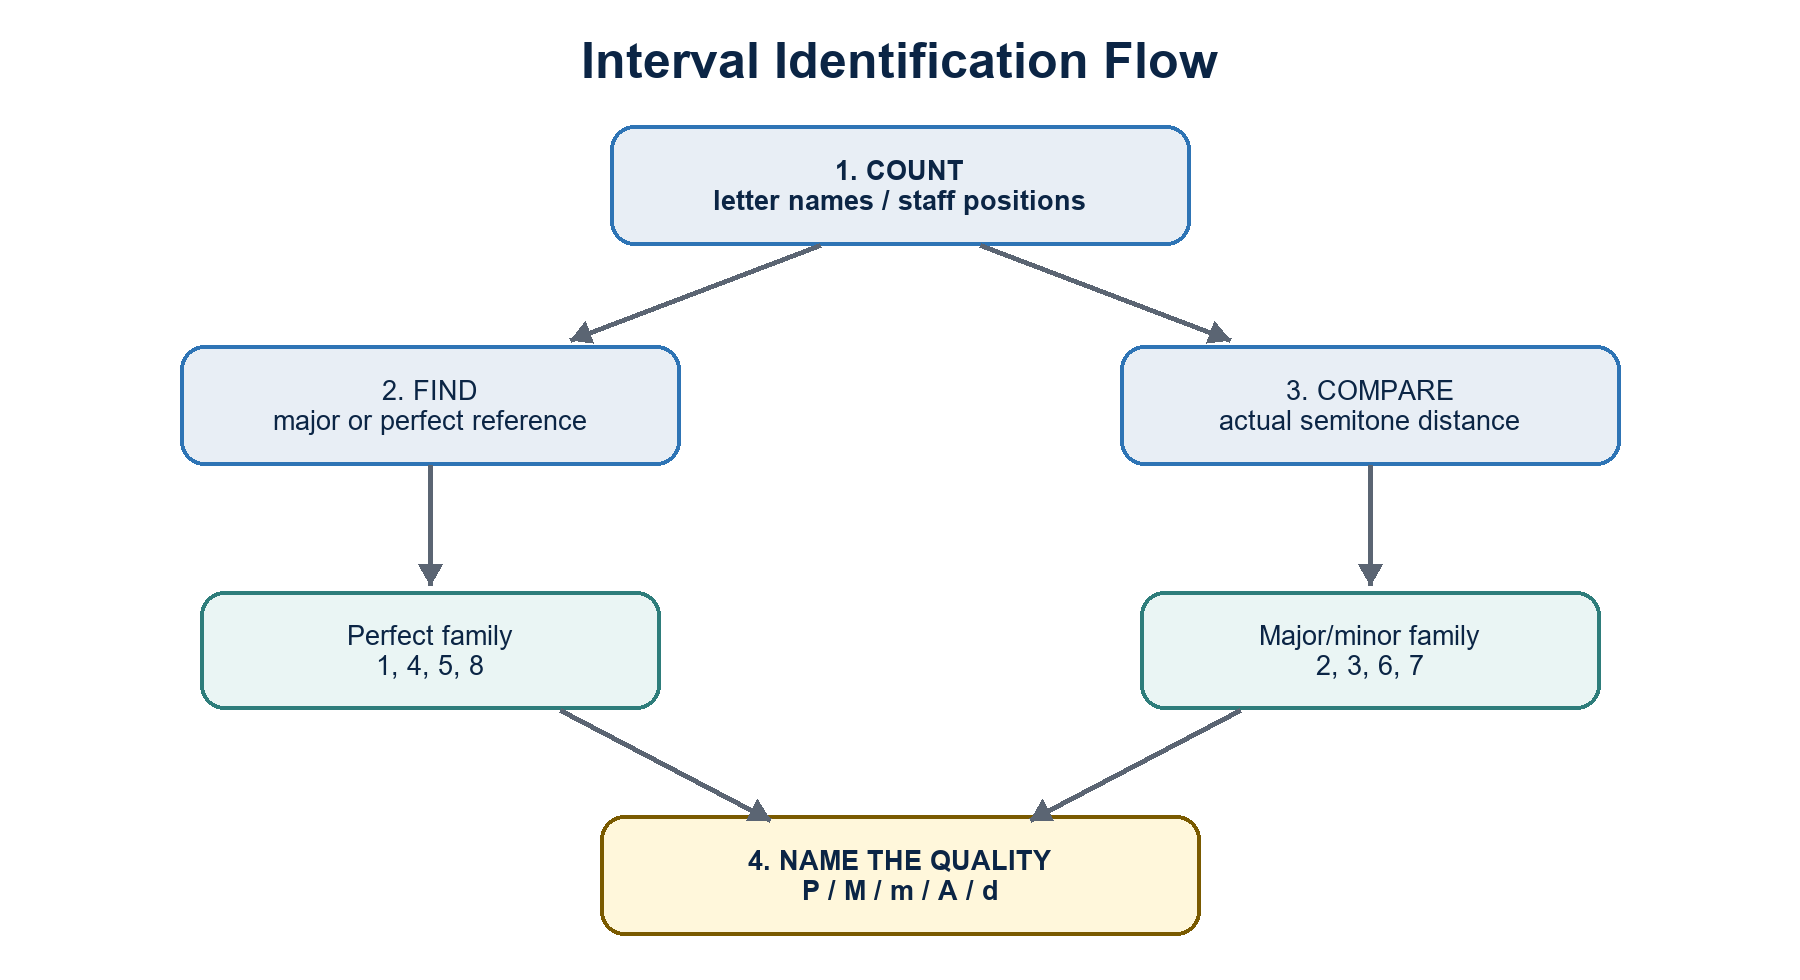 Interval Identification Flow
1. COUNT
letter names / staff positions
2. FIND
major or perfect reference
3. COMPARE
actual semitone distance
Perfect family
1, 4, 5, 8
Major/minor family
2, 3, 6, 7
4. NAME THE QUALITY
P / M / m / A / d